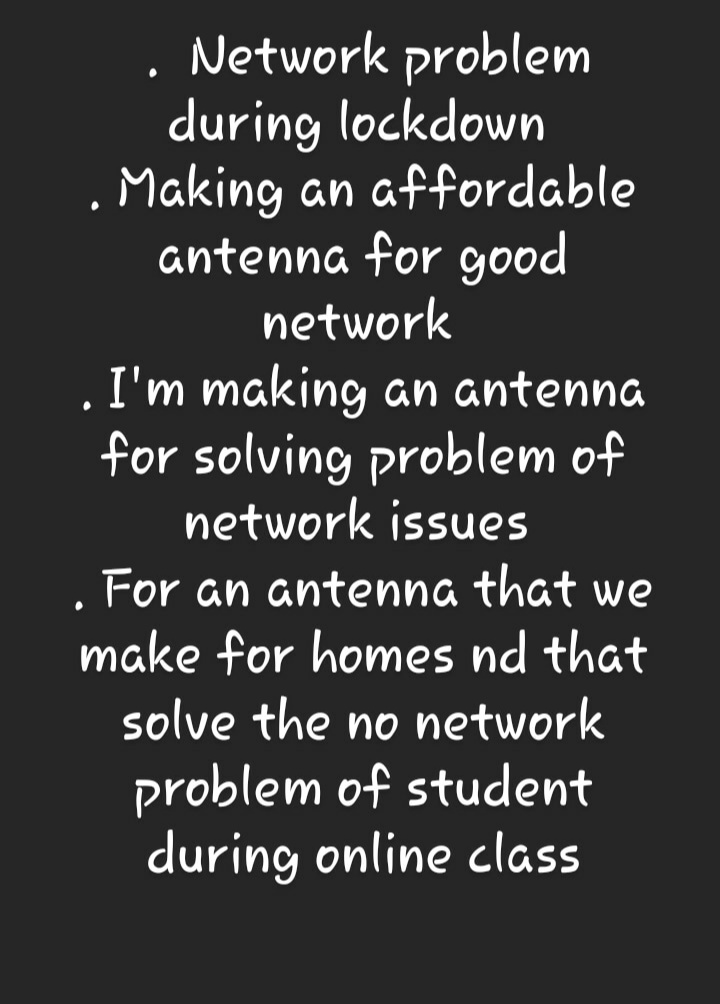 . Network problem
during lockdown
. Making an affordable
antenna for good
network
. I'm making an antenna
for solving problem of
network issues
. For an antenna that we
make for homes nd that
solve the no network
problem of student
during online class